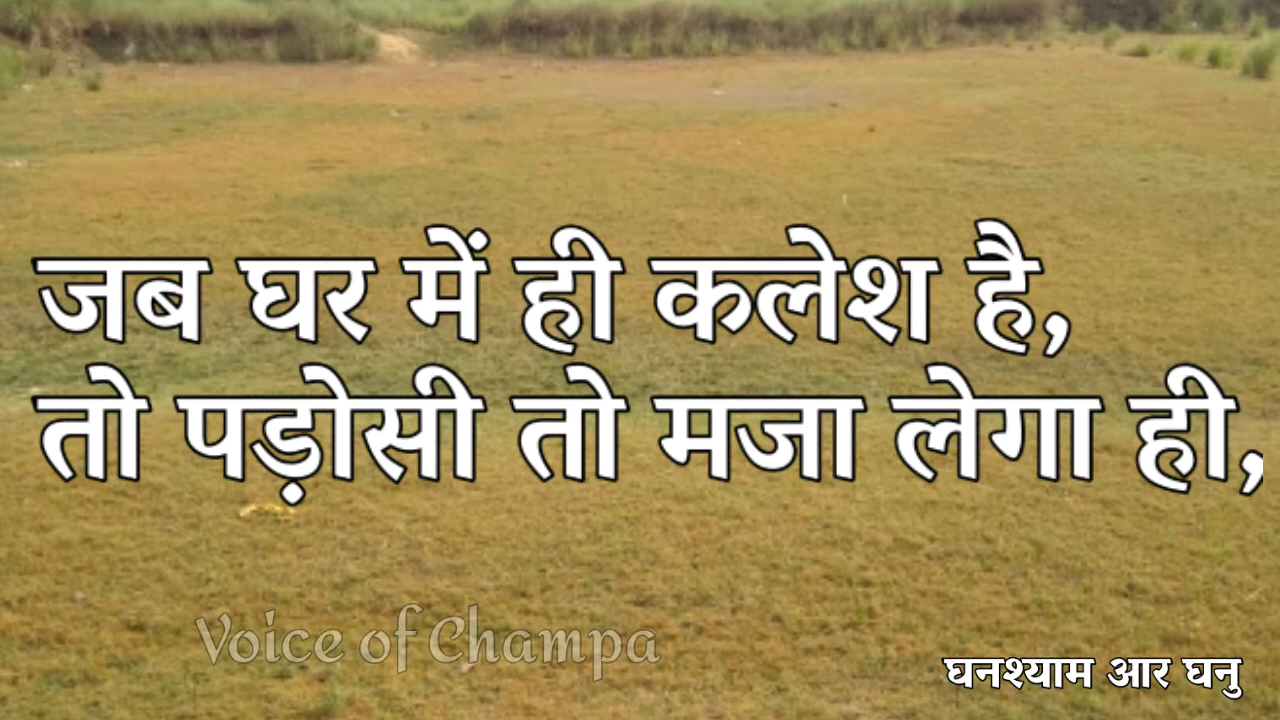 जब घर में ही कलेश है,
तो पड़ोसी तो मजा लेगा ही,
Voice of Champa
घनश्याम आर घनु